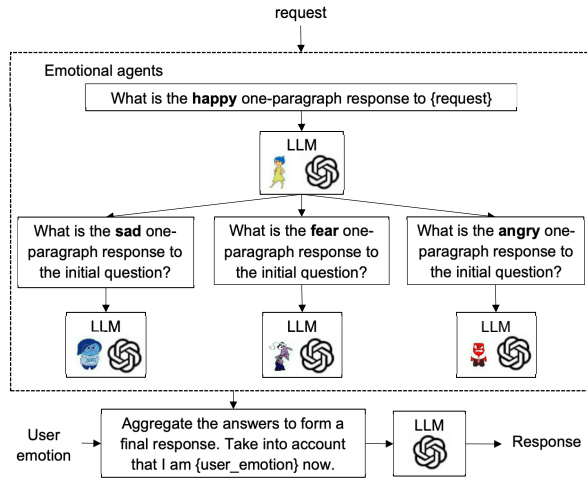 request
Emotional agents
What is the happy one-paragraph response to {request}
LLM
What is the sad one-
paragraph response to
the initial question?
What is the fear one-
paragraph response to
the initial question?
What is the angry one-
paragraph response to
the initial question?
LLM
LLM
LLM
User
emotion
Aggregate the answers to form a
final response. Take into account
that I am {user_emotion} now.
LLM
Response